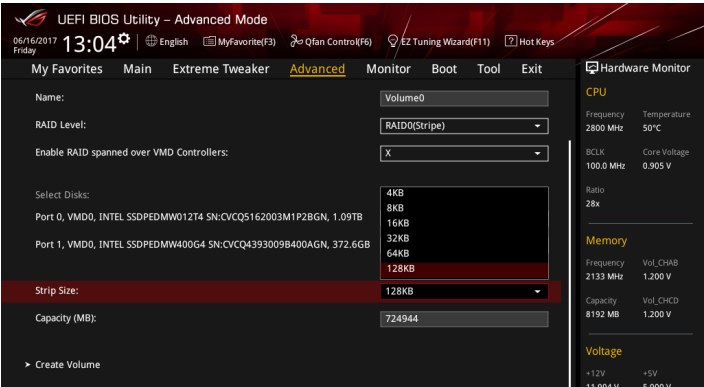 UEFI BIOS Utility – Advanced Mode
06/16/2017 Friday 13:04 English MyFavorite(F3) Qfan Control(F6) EZ Tuning Wizard(F11) ? Hot Keys
My Favorites Main Extreme Tweaker Advanced Monitor Boot Tool Exit
Name: Volume0
RAID Level: RAID0(Stripe)
Enable RAID spanned over VMD Controllers: X
Select Disks:
Port 0, VMD0, INTEL SSDPEDMW012T4 SN:CVCQ5162003M1P2BGN, 1.09TB
Port 1, VMD0, INTEL SSDPEDMW400G4 SN:CVCQ4393009B400AGN, 372.6GB
4KB
8KB
16KB
32KB
64KB
128KB
Strip Size: 128KB
Capacity (MB): 724944
Create Volume
Hardware Monitor
CPU
Frequency Temperature
2800 MHz 50°C
BCLK Core Voltage
100.0 MHz 0.905 V
Ratio
28x
Memory
Frequency Vol_CHAB
2133 MHz 1.200 V
Capacity Vol_CHCD
8192 MB 1.200 V
Voltage
+12V +5V
11.904 V 5.000 V